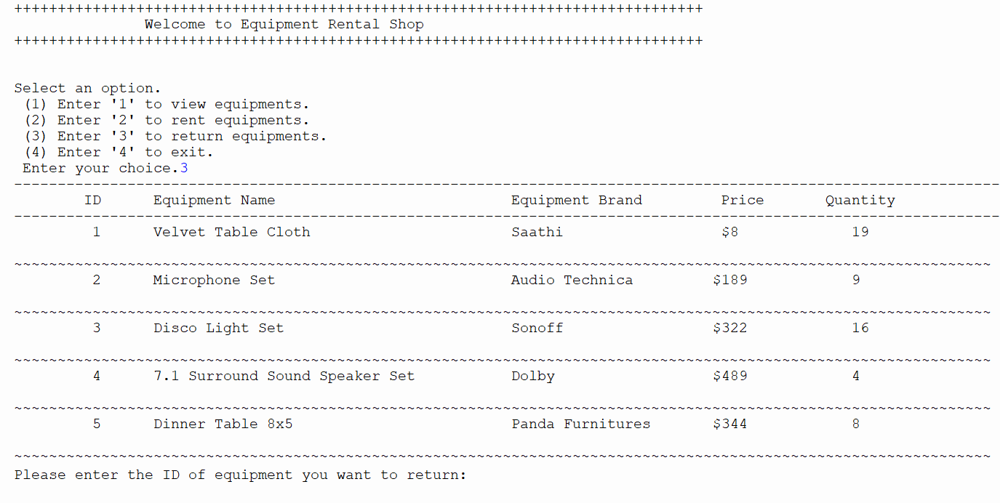 +++++++++++++++++++++++++++++++++++++++++++++++++++++++++++++++++++++++++++++++
Welcome to Equipment Rental Shop
+++++++++++++++++++++++++++++++++++++++++++++++++++++++++++++++++++++++++++++++
Select an option.
(1) Enter '1' to view equipments.
(2) Enter '2' to rent equipments.
(3) Enter '3' to return equipments.
(4) Enter '4' to exit.
Enter your choice.3
-----------------------------------------------------------------------------------------------------------------
ID Equipment Name Equipment Brand Price Quantity
-----------------------------------------------------------------------------------------------------------------
1 Velvet Table Cloth Saathi $8 19
~~~~~~~~~~~~~~~~~~~~~~~~~~~~~~~~~~~~~~~~~~~~~~~~~~~~~~~~~~~~~~~~~~~~~~~~~~~~~~~~~~~~~~~~~~~~~~~~~~~~~~~~~~~~~~~~
2 Microphone Set Audio Technica $189 9
~~~~~~~~~~~~~~~~~~~~~~~~~~~~~~~~~~~~~~~~~~~~~~~~~~~~~~~~~~~~~~~~~~~~~~~~~~~~~~~~~~~~~~~~~~~~~~~~~~~~~~~~~~~~~~~~
3 Disco Light Set Sonoff $322 16
~~~~~~~~~~~~~~~~~~~~~~~~~~~~~~~~~~~~~~~~~~~~~~~~~~~~~~~~~~~~~~~~~~~~~~~~~~~~~~~~~~~~~~~~~~~~~~~~~~~~~~~~~~~~~~~~
4 7.1 Surround Sound Speaker Set Dolby $489 4
~~~~~~~~~~~~~~~~~~~~~~~~~~~~~~~~~~~~~~~~~~~~~~~~~~~~~~~~~~~~~~~~~~~~~~~~~~~~~~~~~~~~~~~~~~~~~~~~~~~~~~~~~~~~~~~~
5 Dinner Table 8x5 Panda Furnitures $344 8
~~~~~~~~~~~~~~~~~~~~~~~~~~~~~~~~~~~~~~~~~~~~~~~~~~~~~~~~~~~~~~~~~~~~~~~~~~~~~~~~~~~~~~~~~~~~~~~~~~~~~~~~~~~~~~~~
Please enter the ID of equipment you want to return: